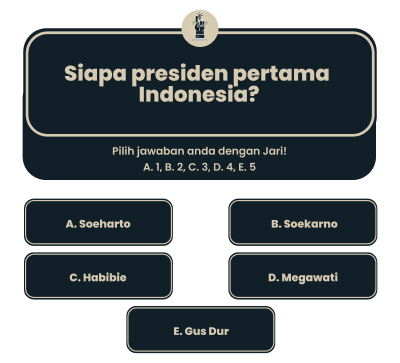 Siapa presiden pertama
Indonesia?
Pilih jawaban anda dengan Jari!
A. 1, B. 2, C. 3, D. 4, E. 5
A. Soeharto
B. Soekarno
C. Habibie
D. Megawati
E. Gus Dur